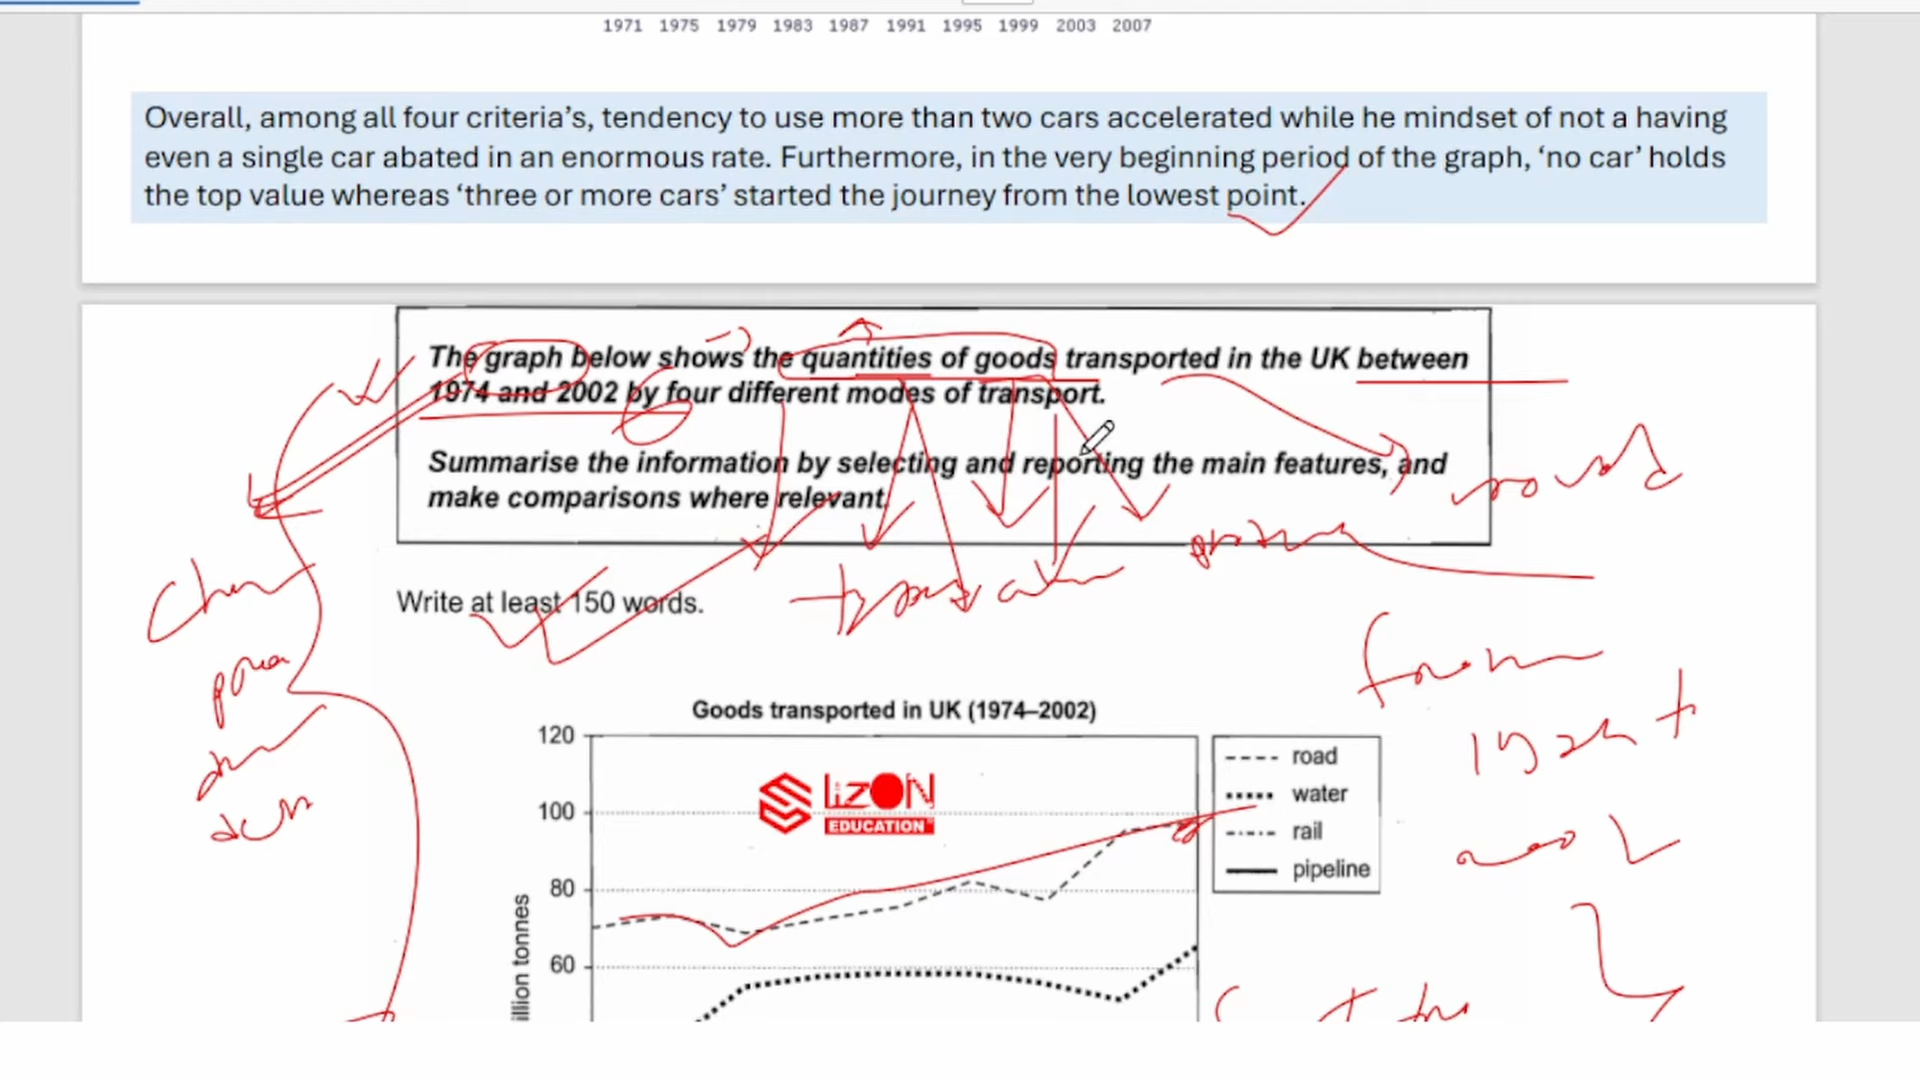 1971 1975 1979 1983 1987 1991 1995 1999 2003 2007
Overall, among all four criteria’s, tendency to use more than two cars accelerated while he mindset of not a having
even a single car abated in an enormous rate. Furthermore, in the very beginning period of the graph, ‘no car’ holds
the top value whereas ‘three or more cars’ started the journey from the lowest point.
The graph below shows the quantities of goods transported in the UK between
1974 and 2002 by four different modes of transport.
Summarise the information by selecting and reporting the main features, and
make comparisons where relevant.
Write at least 150 words.
from
Goods transported in UK (1974–2002)
120
100
80
60
road
water
rail
pipeline
LIZON
EDUCATION